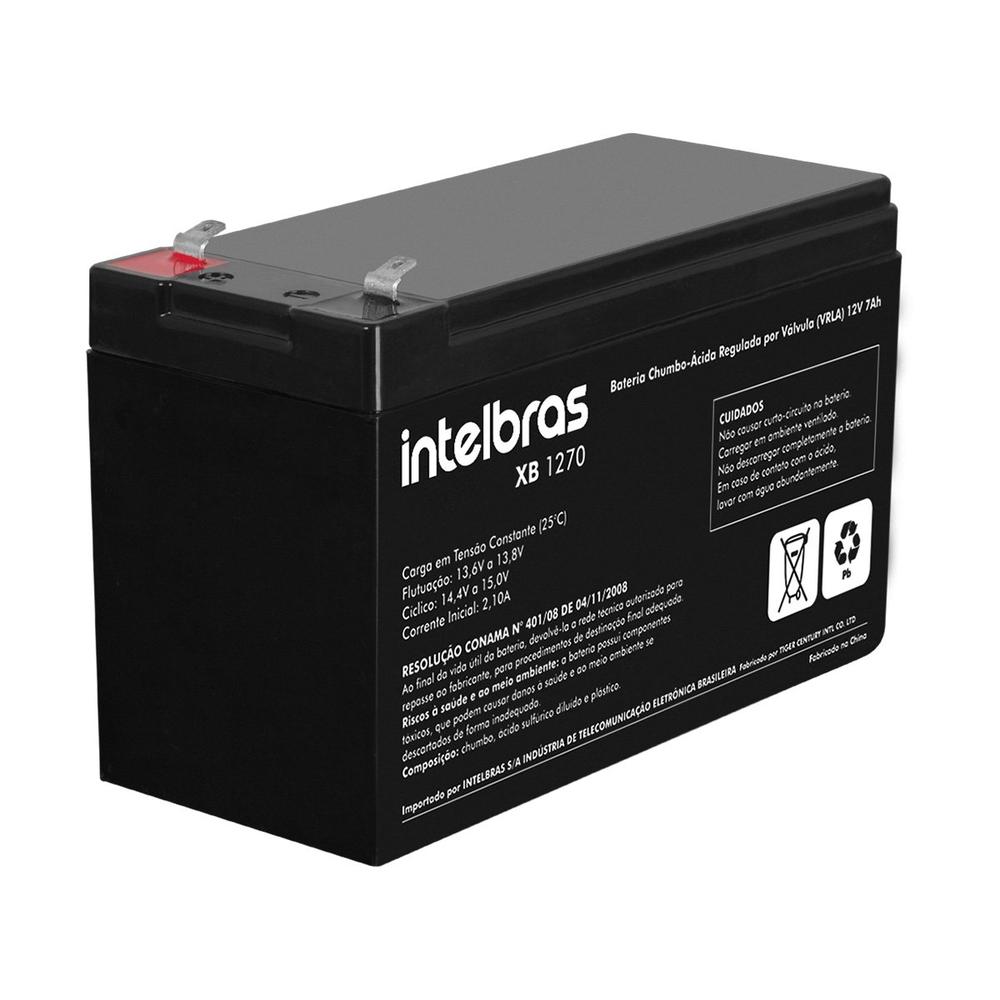 Bateria Chumbo-Ácida Regulada por Válvula (VRLA) 12V 7Ah
intelbras
XB 1270
CUIDADOS
Não causar curto-circuito na bateria.
Carregar em ambiente ventilado.
Não descarregar completamente a bateria.
Em caso de contato com o ácido,
lavar com água abundantemente.
Carga em Tensão Constante (25°C)
Flutuação: 13,6V a 13,8V
Cíclico: 14,4V a 15,0V
Corrente Inicial: 2,10A
Pb
RESOLUÇÃO CONAMA N° 401/08 DE 04/11/2008
Ao final da vida útil da bateria, devolvê-la a rede técnica autorizada para
repasse ao fabricante, para procedimentos de destinação final adequada.
Riscos à saúde e ao meio ambiente: a bateria possui componentes
tóxicos, que podem causar danos à saúde e ao meio ambiente se
descartados de forma inadequada.
Composição: chumbo, ácido sulfúrico diluído e plástico.
Importado por INTELBRAS S/A INDÚSTRIA DE TELECOMUNICAÇÃO ELETRÔNICA BRASILEIRA Fabricado por TIGER CENTURY INTL CO. LTD
Fabricado na China